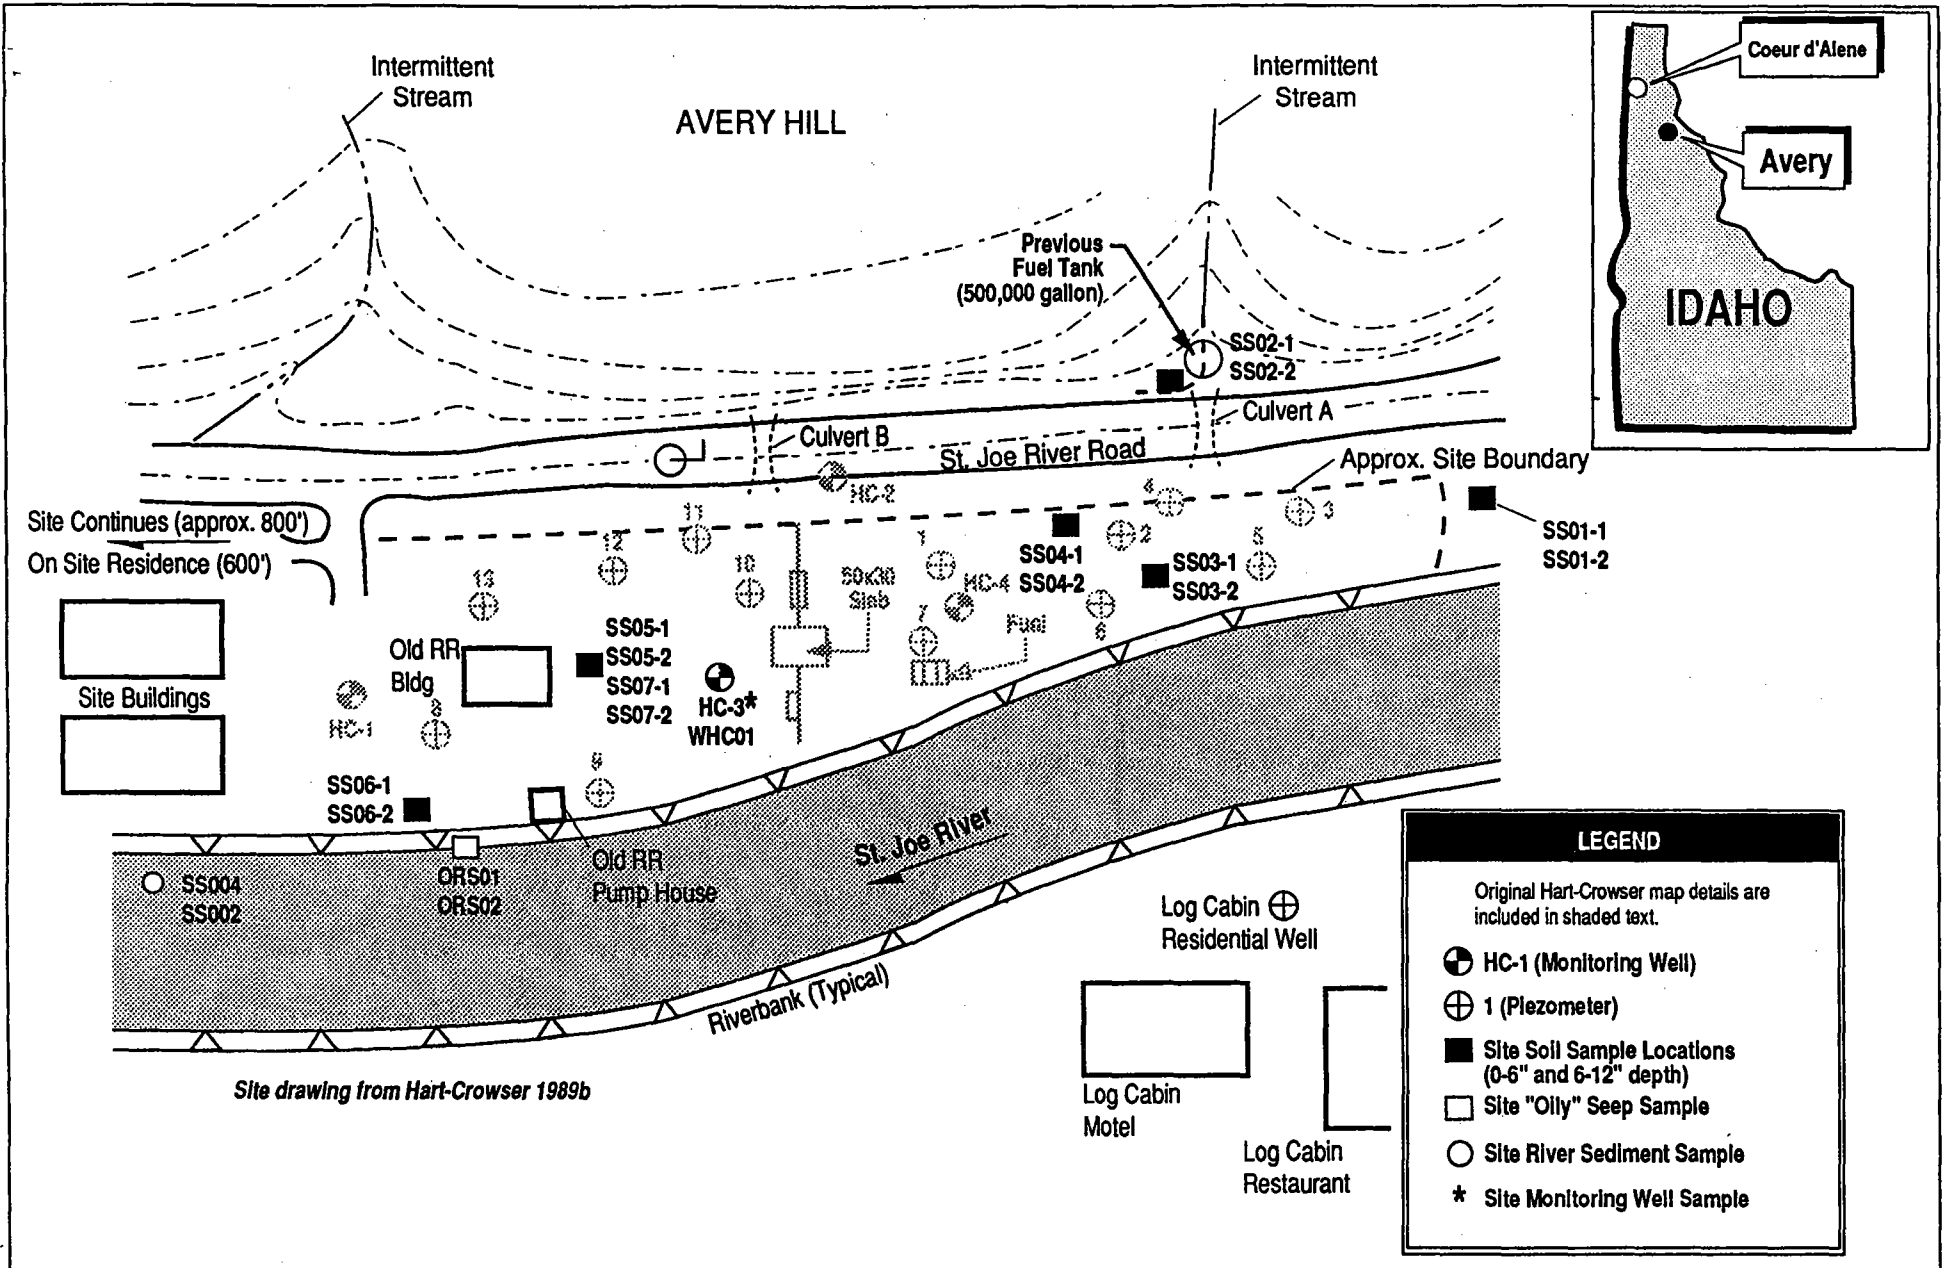 Intermittent
Stream
AVERY HILL
Intermittent
Stream
Coeur d'Alene
Avery
IDAHO
Previous
Fuel Tank
(500,000 gallon)
SS02-1
SS02-2
Culvert A
Culvert B
St. Joe River Road
HC-2
Approx. Site Boundary
Site Continues (approx. 800')
On Site Residence (600')
SS01-1
SS01-2
11
12
13
10
1
4
2
3
5
SS04-1
SS04-2
SS03-1
SS03-2
50x30
Slab
HC-4
7
6
Fuel
Old RR
Bldg
SS05-1
SS05-2
SS07-1
SS07-2
HC-3*
WHC01
Site Buildings
HC-1
8
9
SS06-1
SS06-2
Old RR
Pump House
ORS01
ORS02
SS004
SS002
St. Joe River
Riverbank (Typical)
Log Cabin
Residential Well
Log Cabin
Motel
Log Cabin
Restaurant
Site drawing from Hart-Crowser 1989b
LEGEND
Original Hart-Crowser map details are
included in shaded text.
HC-1 (Monitoring Well)
1 (Piezometer)
Site Soil Sample Locations
(0-6" and 6-12" depth)
Site "Oily" Seep Sample
Site River Sediment Sample
* Site Monitoring Well Sample